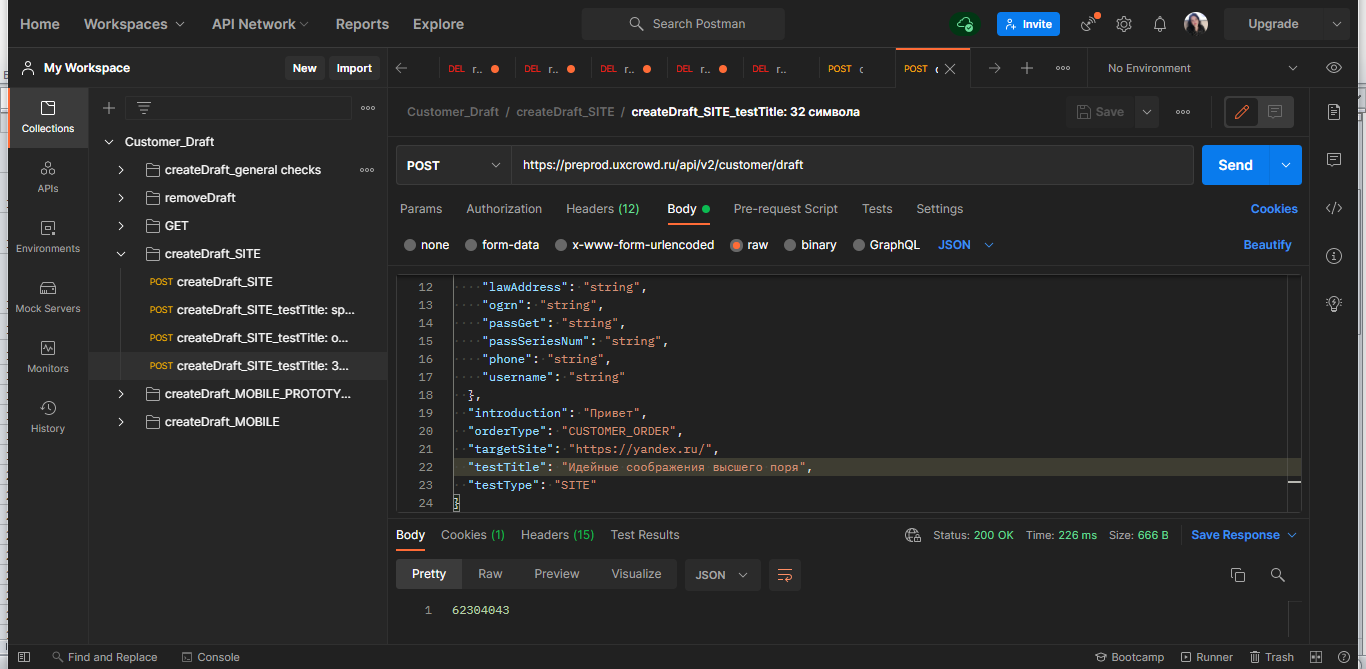 Home Workspaces API Network Reports Explore Search Postman Invite Upgrade
My Workspace New Import DEL r.. DEL r.. DEL r.. DEL r.. DEL r.. POST POST No Environment
Collections
APIs
Environments
Mock Servers
Monitors
History
Customer_Draft
createDraft_general checks
removeDraft
GET
createDraft_SITE
POST createDraft_SITE
POST createDraft_SITE_testTitle: sp...
POST createDraft_SITE_testTitle: o...
POST createDraft_SITE_testTitle: 3...
createDraft_MOBILE_PROTOTY...
createDraft_MOBILE
Customer_Draft / createDraft_SITE / createDraft_SITE_testTitle: 32 символа Save
POST https://preprod.uxcrowd.ru/api/v2/customer/draft Send
Params Authorization Headers (12) Body Pre-request Script Tests Settings Cookies
none form-data x-www-form-urlencoded raw binary GraphQL JSON Beautify
12 "lawAddress": "string",
13 "ogrn": "string",
14 "passGet": "string",
15 "passSeriesNum": "string",
16 "phone": "string",
17 "username": "string"
18 },
19 "introduction": "Привет",
20 "orderType": "CUSTOMER_ORDER",
21 "targetSite": "https://yandex.ru/",
22 "testTitle": "Идейные соображения высшего поря",
23 "testType": "SITE"
24 }
Body Cookies (1) Headers (15) Test Results Status: 200 OK Time: 226 ms Size: 666 B Save Response
Pretty Raw Preview Visualize JSON
1 62304043
Find and Replace Console Bootcamp Runner Trash